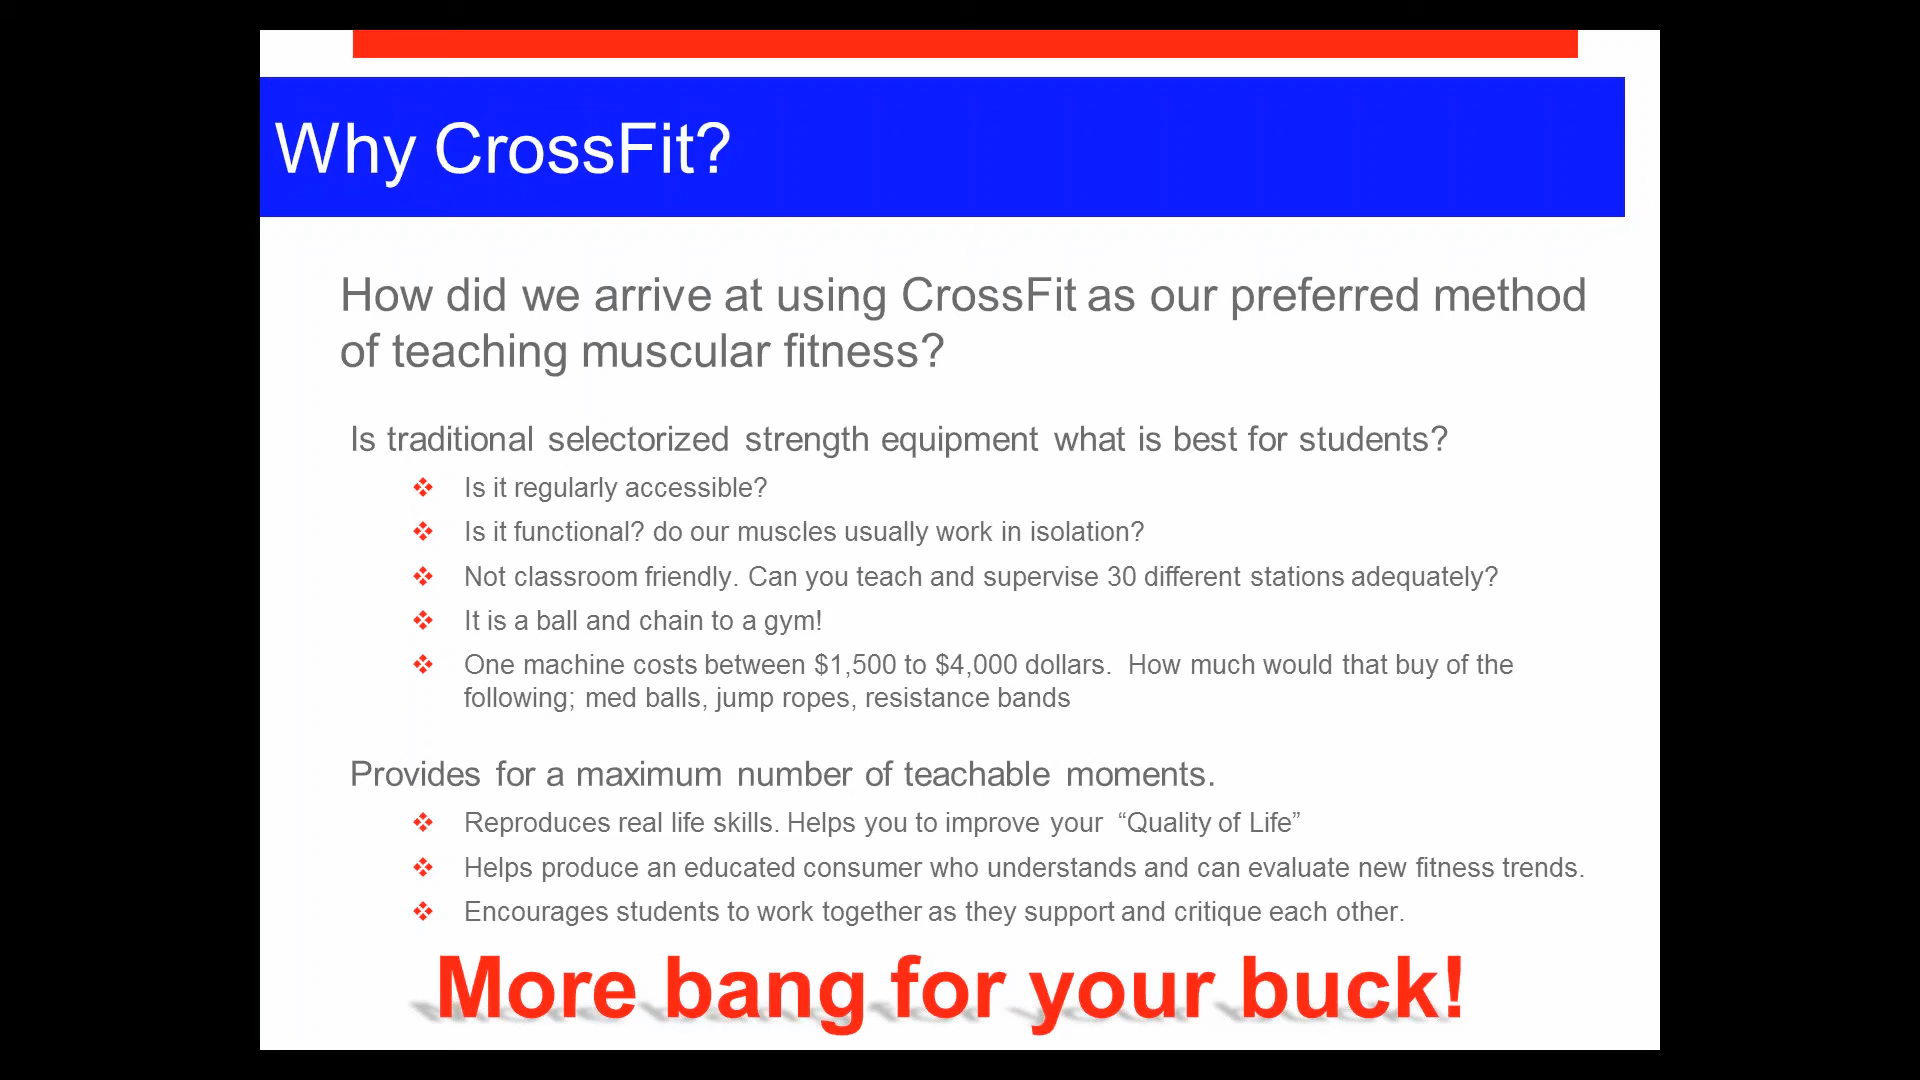 Why CrossFit?
How did we arrive at using CrossFit as our preferred method
of teaching muscular fitness?
Is traditional selectorized strength equipment what is best for students?
Is it regularly accessible?
Is it functional? do our muscles usually work in isolation?
Not classroom friendly. Can you teach and supervise 30 different stations adequately?
It is a ball and chain to a gym!
One machine costs between $1,500 to $4,000 dollars.  How much would that buy of the
following; med balls, jump ropes, resistance bands
Provides for a maximum number of teachable moments.
Reproduces real life skills. Helps you to improve your  “Quality of Life”
Helps produce an educated consumer who understands and can evaluate new fitness trends.
Encourages students to work together as they support and critique each other.
More bang for your buck!